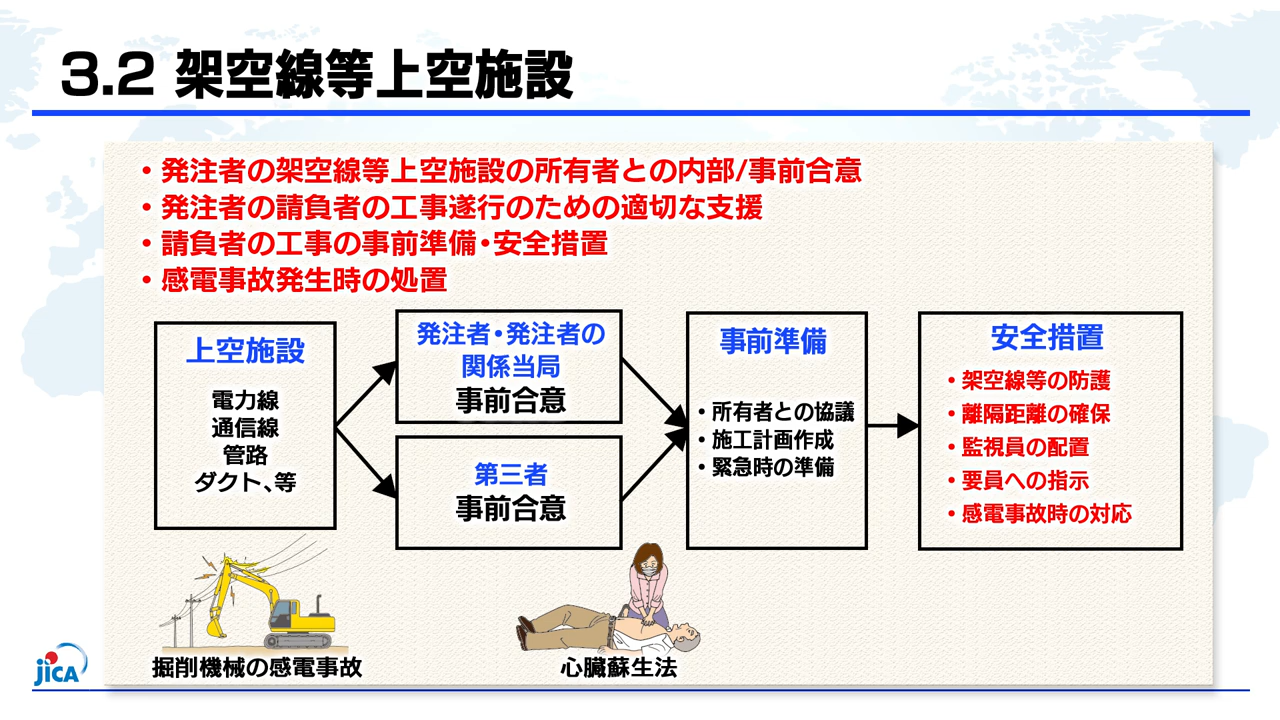 3.2 架空線等上空施設
・発注者の架空線等上空施設の所有者との内部/事前合意
・発注者の請負者の工事遂行のための適切な支援
・請負者の工事の事前準備・安全措置
・感電事故発生時の処置
上空施設
電力線
通信線
管路
ダクト、等
発注者・発注者の
関係当局
事前合意
第三者
事前合意
事前準備
・所有者との協議
・施工計画作成
・緊急時の準備
安全措置
・架空線等の防護
・離隔距離の確保
・監視員の配置
・要員への指示
・感電事故時の対応
掘削機械の感電事故
心臓蘇生法
jICA